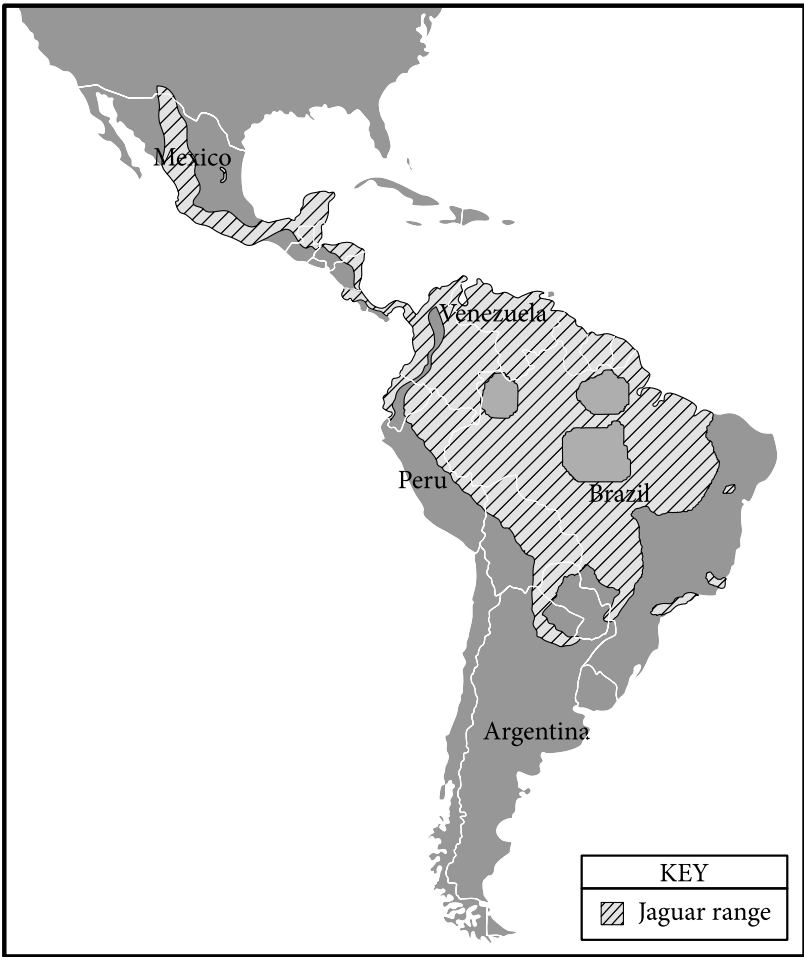 Mexico
Venezuela
Peru
Brazil
Argentina
KEY
Jaguar range